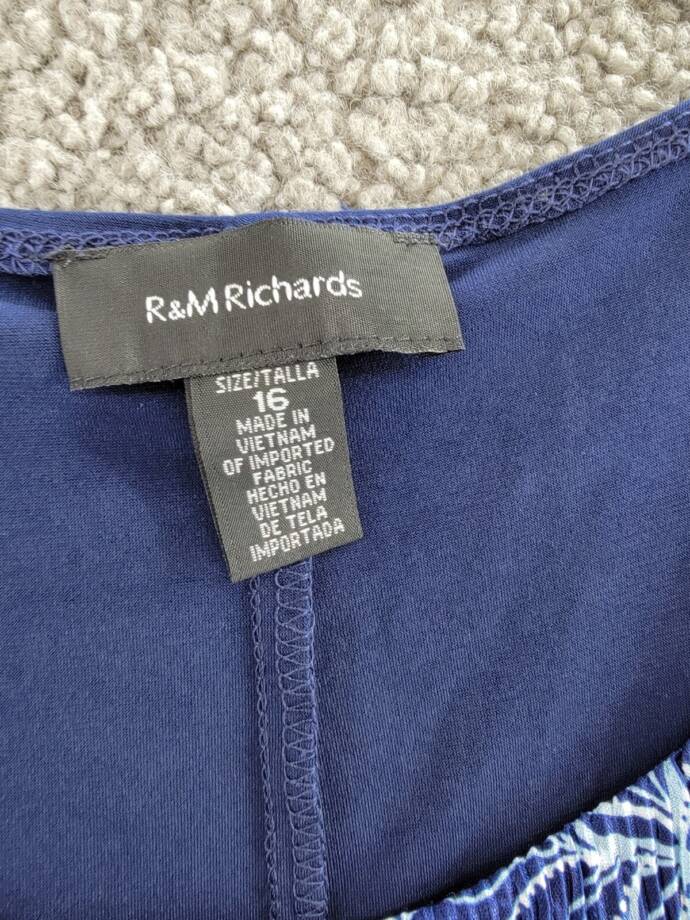 R&M Richards
SIZE/TALLA
16
MADE IN
VIETNAM
OF IMPORTED
FABRIC
HECHO EN
VIETNAM
DE TELA
IMPORTADA